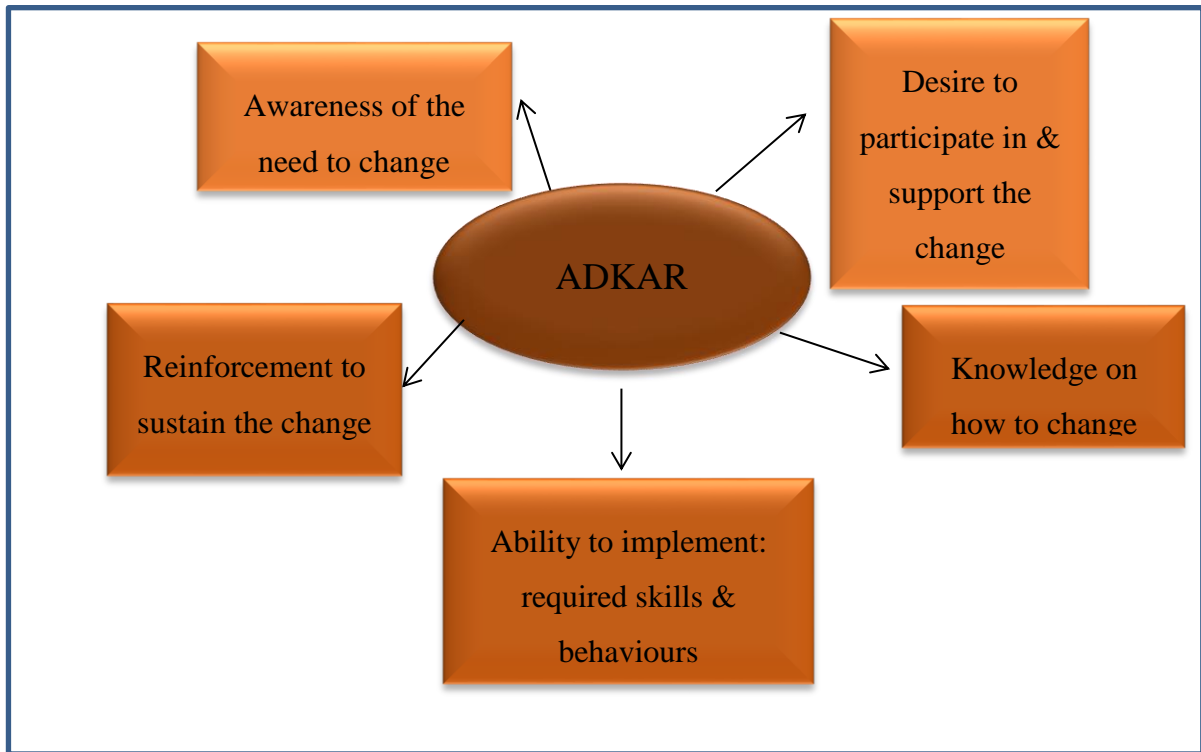 Awareness of the
need to change
Desire to
participate in &
support the
change
ADKAR
Reinforcement to
sustain the change
Knowledge on
how to change
Ability to implement:
required skills &
behaviours